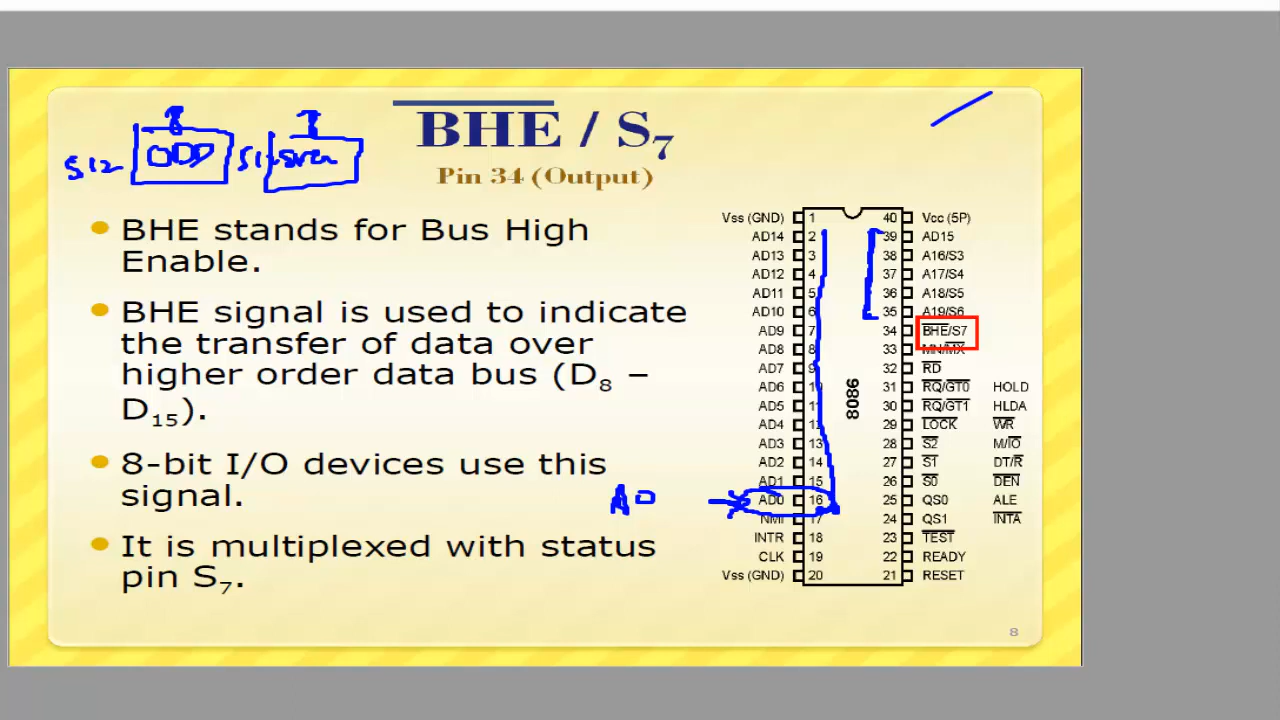 BHE / S7
Pin 34 (Output)
512
ODD
512
BHE stands for Bus High
Enable.
BHE signal is used to indicate
the transfer of data over
higher order data bus (D8 –
D15).
8-bit I/O devices use this
signal.
It is multiplexed with status
pin S7.
A0
Vss (GND) 1 40 Vcc (5P)
AD14 2 39 AD15
AD13 3 38 A16/S3
AD12 4 37 A17/S4
AD11 5 36 A18/S5
AD10 6 35 A19/S6
AD9 7 34 BHE/S7
AD8 8 33 MN/MX
AD7 9 32 RD
AD6 10 31 RQ/GT0 HOLD
AD5 11 30 RQ/GT1 HLDA
AD4 12 29 LOCK WR
AD3 13 28 S2 M/IO
AD2 14 27 S1 DT/R
AD1 15 26 S0 DEN
AD0 16 25 QS0 ALE
NMI 17 24 QS1 INTA
INTR 18 23 TEST
CLK 19 22 READY
Vss (GND) 20 21 RESET
8086
8